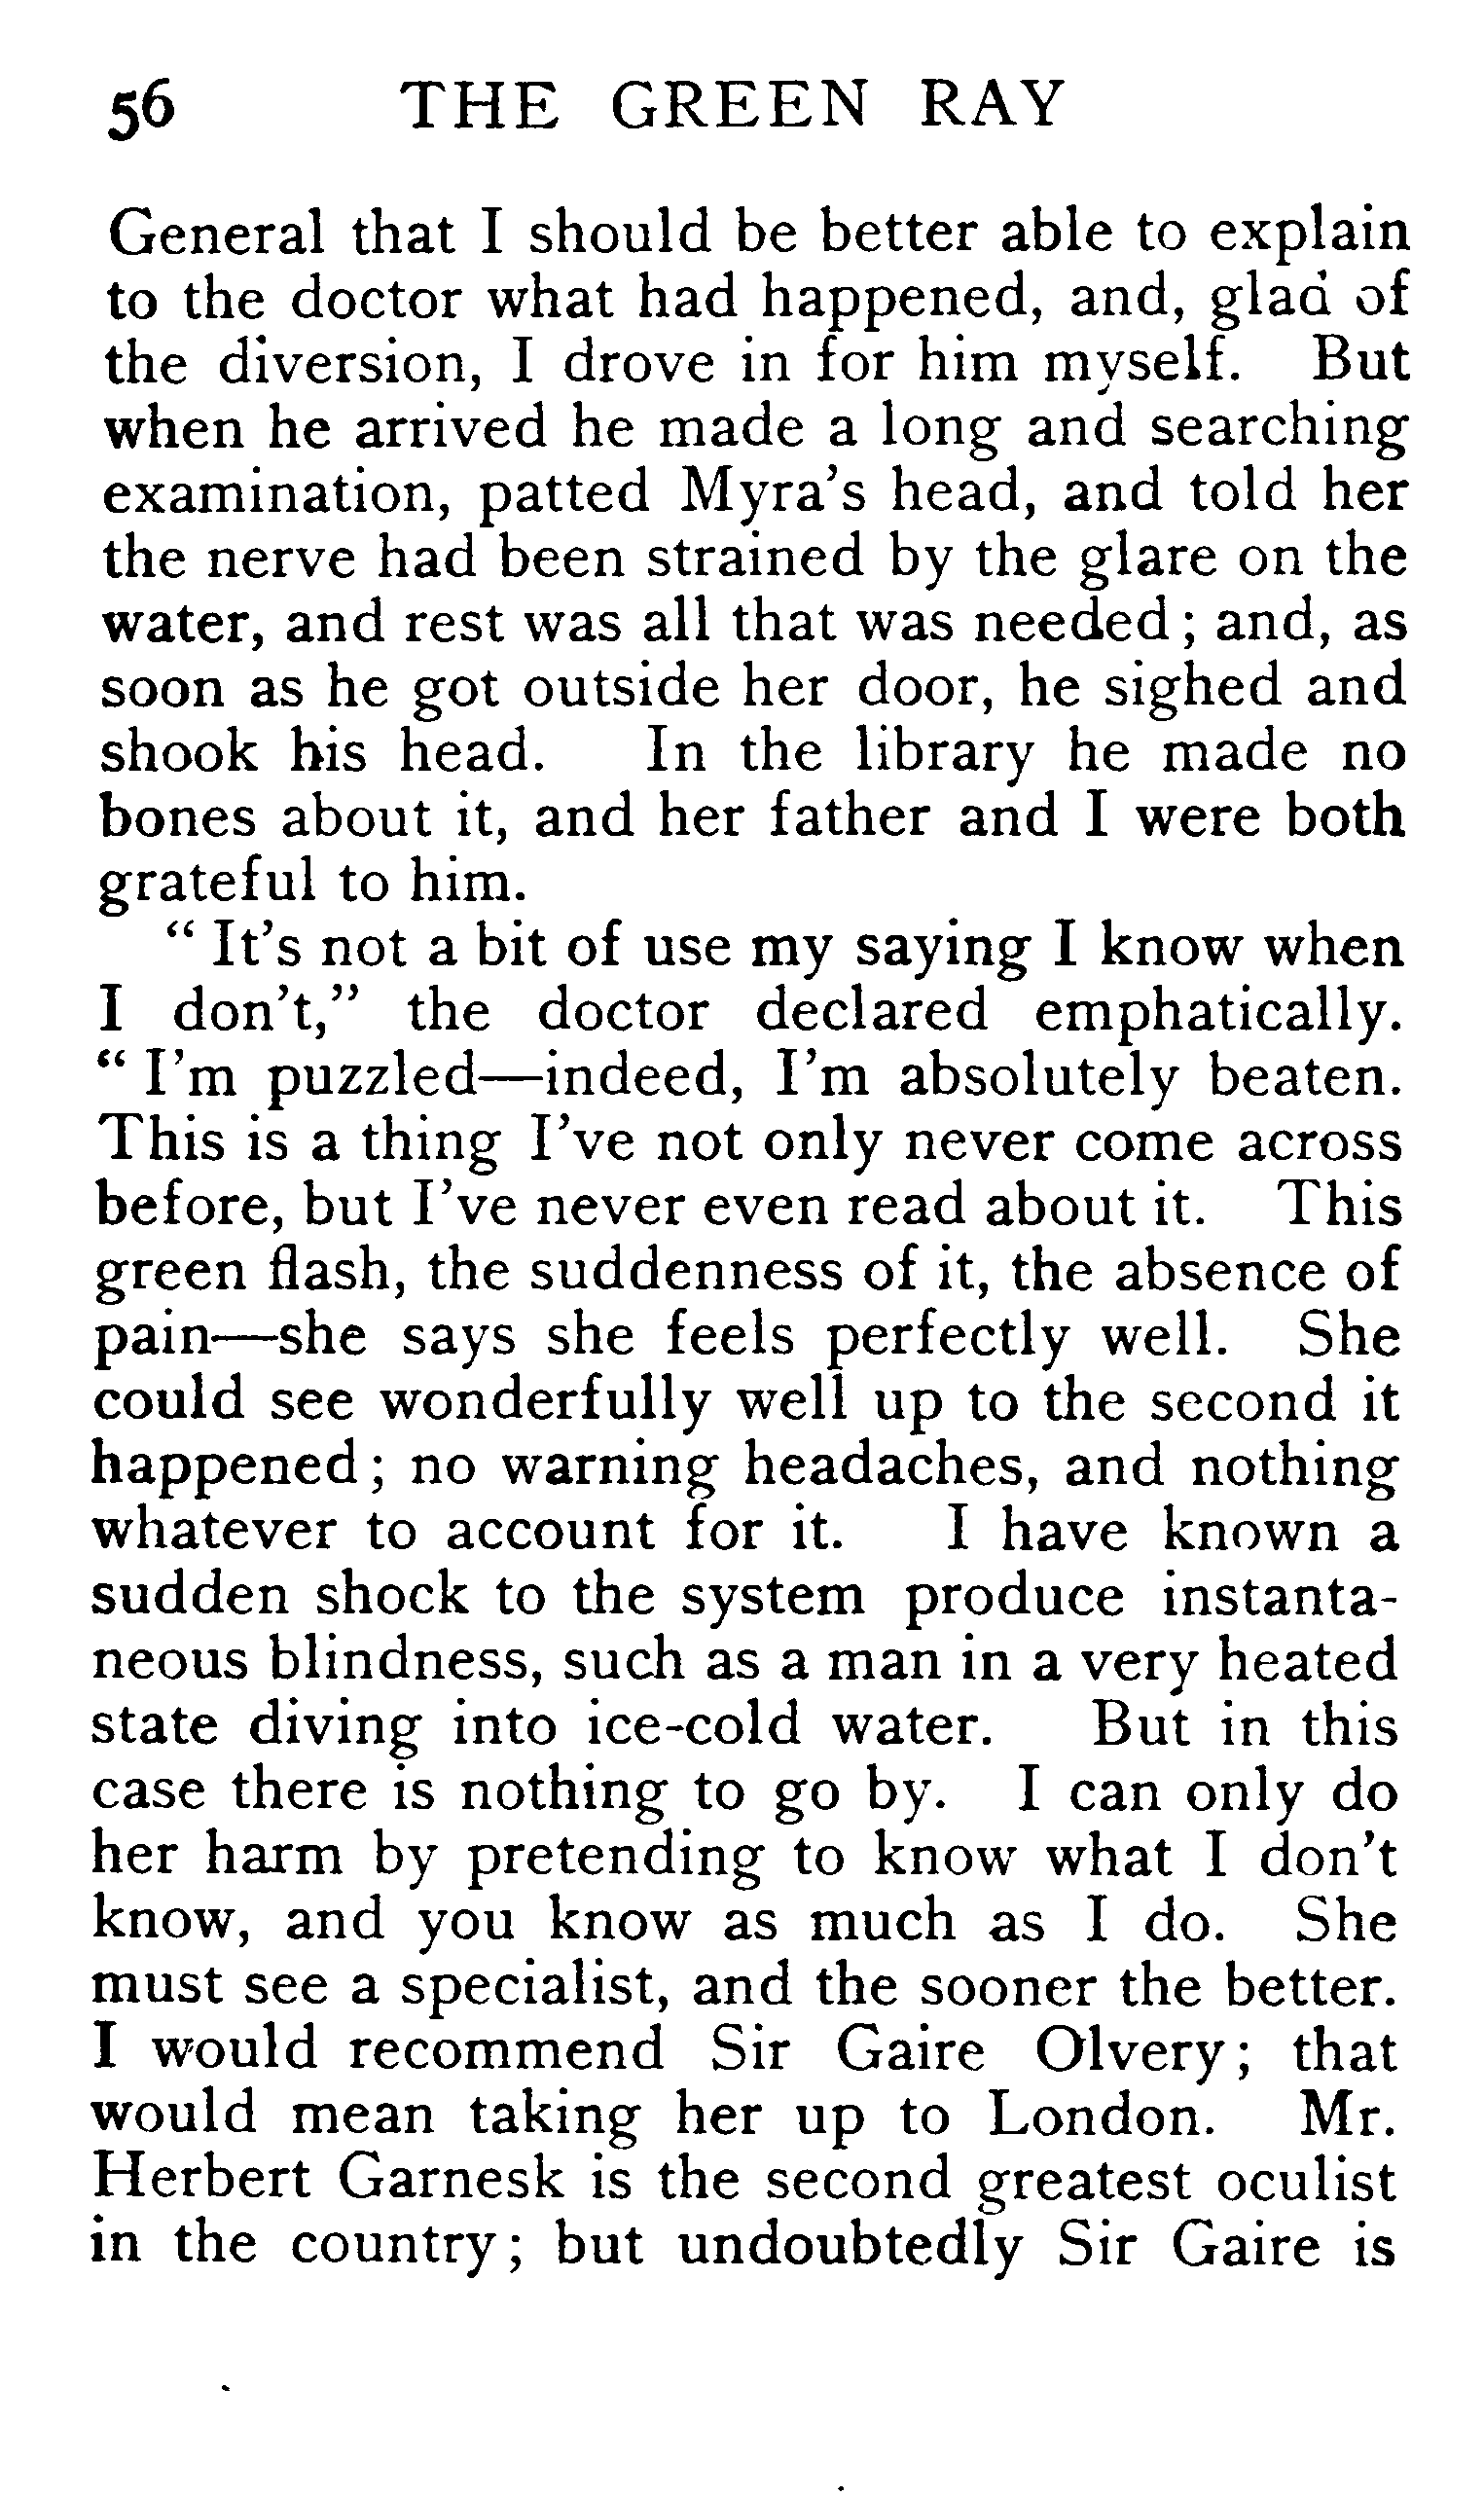 56 THE GREEN RAY
General that I should be better able to explain
to the doctor what had happened, and, glad of
the diversion, I drove in for him myself. But
when he arrived he made a long and searching
examination, patted Myra's head, and told her
the nerve had been strained by the glare on the
water, and rest was all that was needed; and, as
soon as he got outside her door, he sighed and
shook his head. In the library he made no
bones about it, and her father and I were both
grateful to him.
" It's not a bit of use my saying I know when
I don't," the doctor declared emphatically.
" I'm puzzled—indeed, I'm absolutely beaten.
This is a thing I've not only never come across
before, but I've never even read about it. This
green flash, the suddenness of it, the absence of
pain—she says she feels perfectly well. She
could see wonderfully well up to the second it
happened; no warning headaches, and nothing
whatever to account for it. I have known a
sudden shock to the system produce instanta-
neous blindness, such as a man in a very heated
state diving into ice-cold water. But in this
case there is nothing to go by. I can only do
her harm by pretending to know what I don't
know, and you know as much as I do. She
must see a specialist, and the sooner the better.
I would recommend Sir Gaire Olvery; that
would mean taking her up to London. Mr.
Herbert Garnesk is the second greatest oculist
in the country; but undoubtedly Sir Gaire is